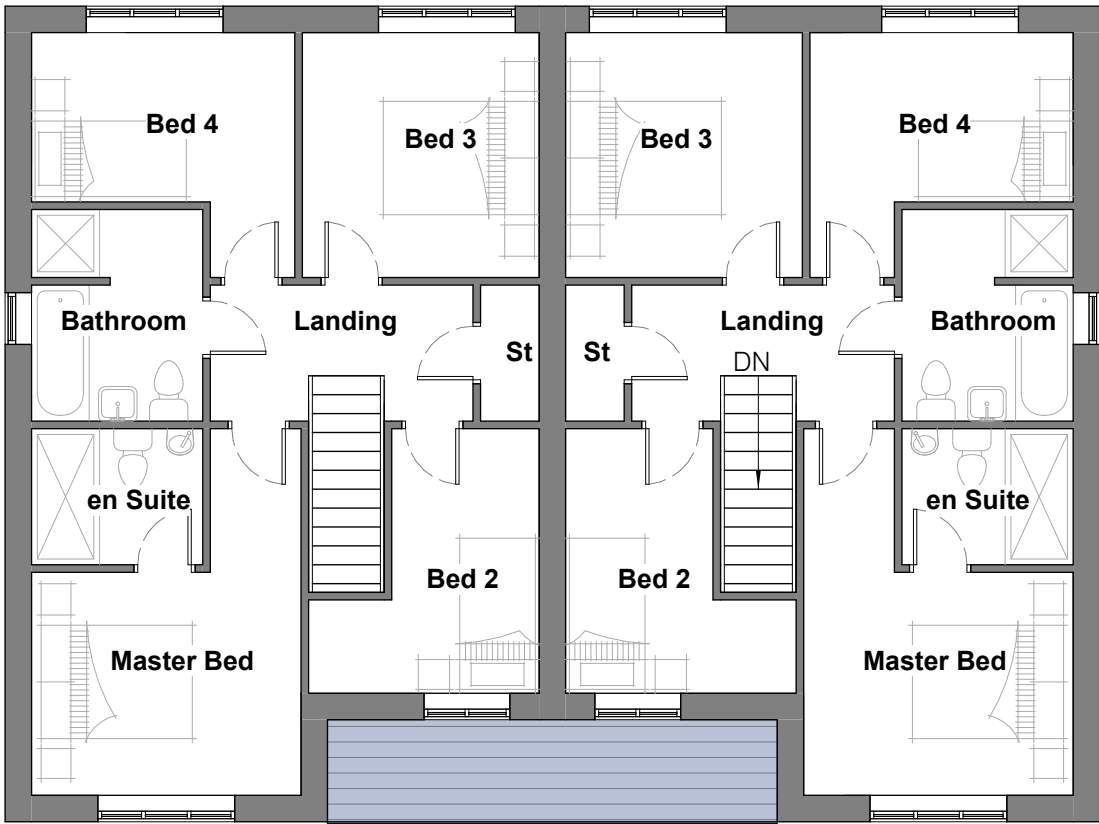 Bed 4
Bed 3
Bed 3
Bed 4
Bathroom
Landing
St
St
Landing
Bathroom
DN
en Suite
en Suite
Bed 2
Bed 2
Master Bed
Master Bed